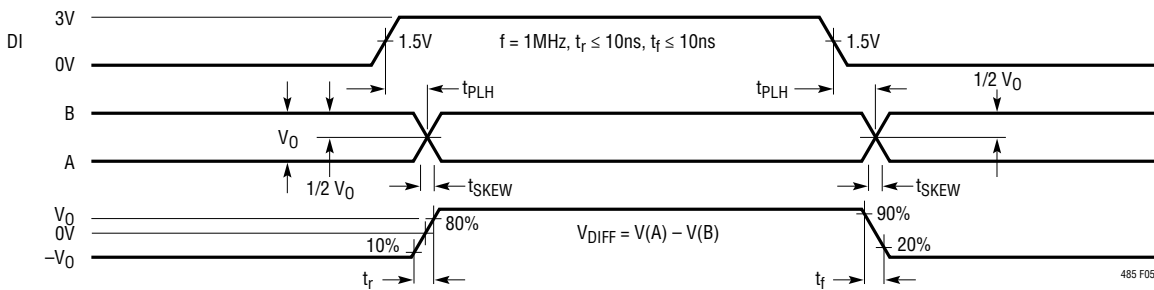 3V
DI
1.5V
f = 1MHz, tr ≤ 10ns, tf ≤ 10ns
1.5V
0V
tPLH
tPLH
1/2 VO
B
VO
A
1/2 VO
tSKEW
tSKEW
VO
0V
–VO
80%
10%
VDIFF = V(A) – V(B)
90%
20%
tr
tf
485 F05